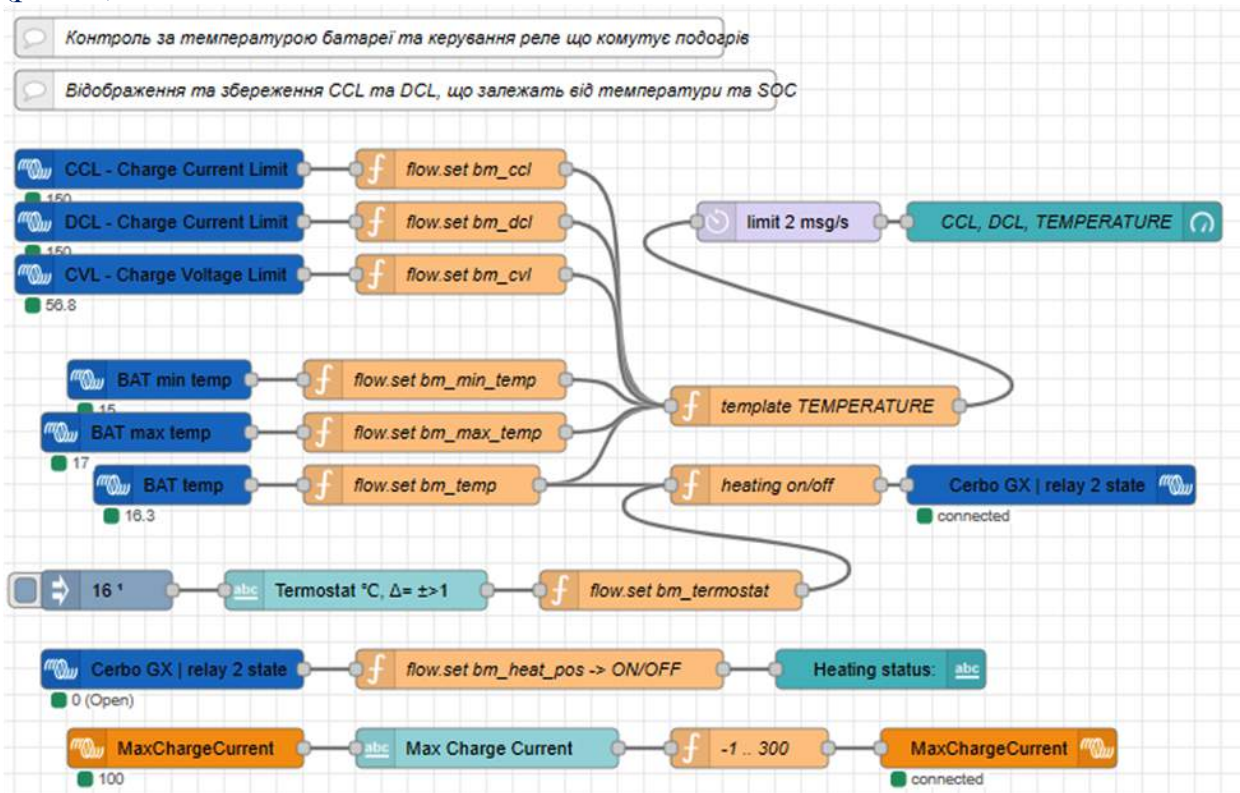 Контроль за температурою батареї та керування реле що комутує подогрів
Відображення та збереження CCL та DCL, що залежать від температури та SOC
CCL - Charge Current Limit
flow.set bm_ccl
150
DCL - Charge Current Limit
flow.set bm_dcl
limit 2 msg/s
CCL, DCL, TEMPERATURE
150
CVL - Charge Voltage Limit
flow.set bm_cvl
56.8
BAT min temp
flow.set bm_min_temp
15
template TEMPERATURE
BAT max temp
flow.set bm_max_temp
17
BAT temp
flow.set bm_temp
heating on/off
Cerbo GX | relay 2 state
16.3
connected
16 ¹
abc
Termostat °C, Δ= ±>1
flow.set bm_termostat
Cerbo GX | relay 2 state
flow.set bm_heat_pos -> ON/OFF
Heating status:
abc
0 (Open)
MaxChargeCurrent
abc
Max Charge Current
-1 .. 300
MaxChargeCurrent
100
connected